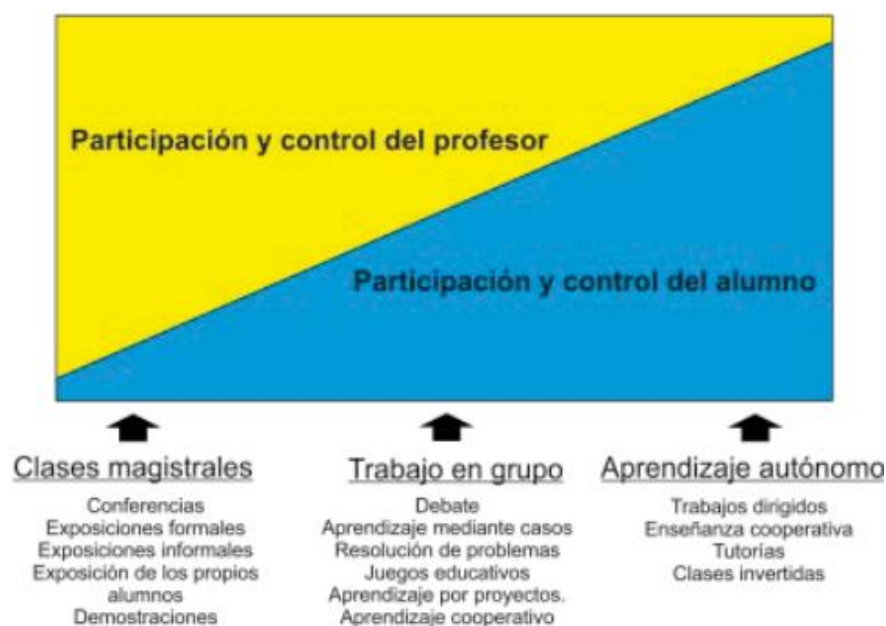 Participación y control del profesor
Participación y control del alumno
Clases magistrales
Conferencias
Exposiciones formales
Exposiciones informales
Exposición de los propios
alumnos
Demostraciones
Trabajo en grupo
Debate
Aprendizaje mediante casos
Resolución de problemas
Juegos educativos
Aprendizaje por proyectos.
Aprendizaje cooperativo
Aprendizaje autónomo
Trabajos dirigidos
Enseñanza cooperativa
Tutorías
Clases invertidas